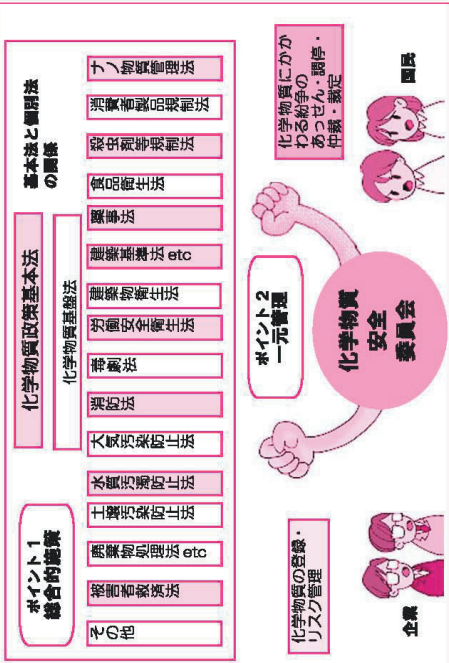 ポイント1
総合的施策
化学物質政策基本法
化学物質基盤法
基本法と個別法
の関係
その他
被害者救済法
廃棄物処理法 etc
土壌汚染防止法
水質汚濁防止法
大気汚染防止法
消防法
毒劇法
労働安全衛生法
建築物衛生法
建築基準法 etc
薬事法
食品衛生法
殺虫剤等規制法
消費者製品規制法
ナノ物質管理法
化学物質の登録・
リスク管理
企業
ポイント2
一元管理
化学物質
安全
委員会
化学物質にかか
わる紛争の
あっせん・調停・
仲裁・裁定
国民